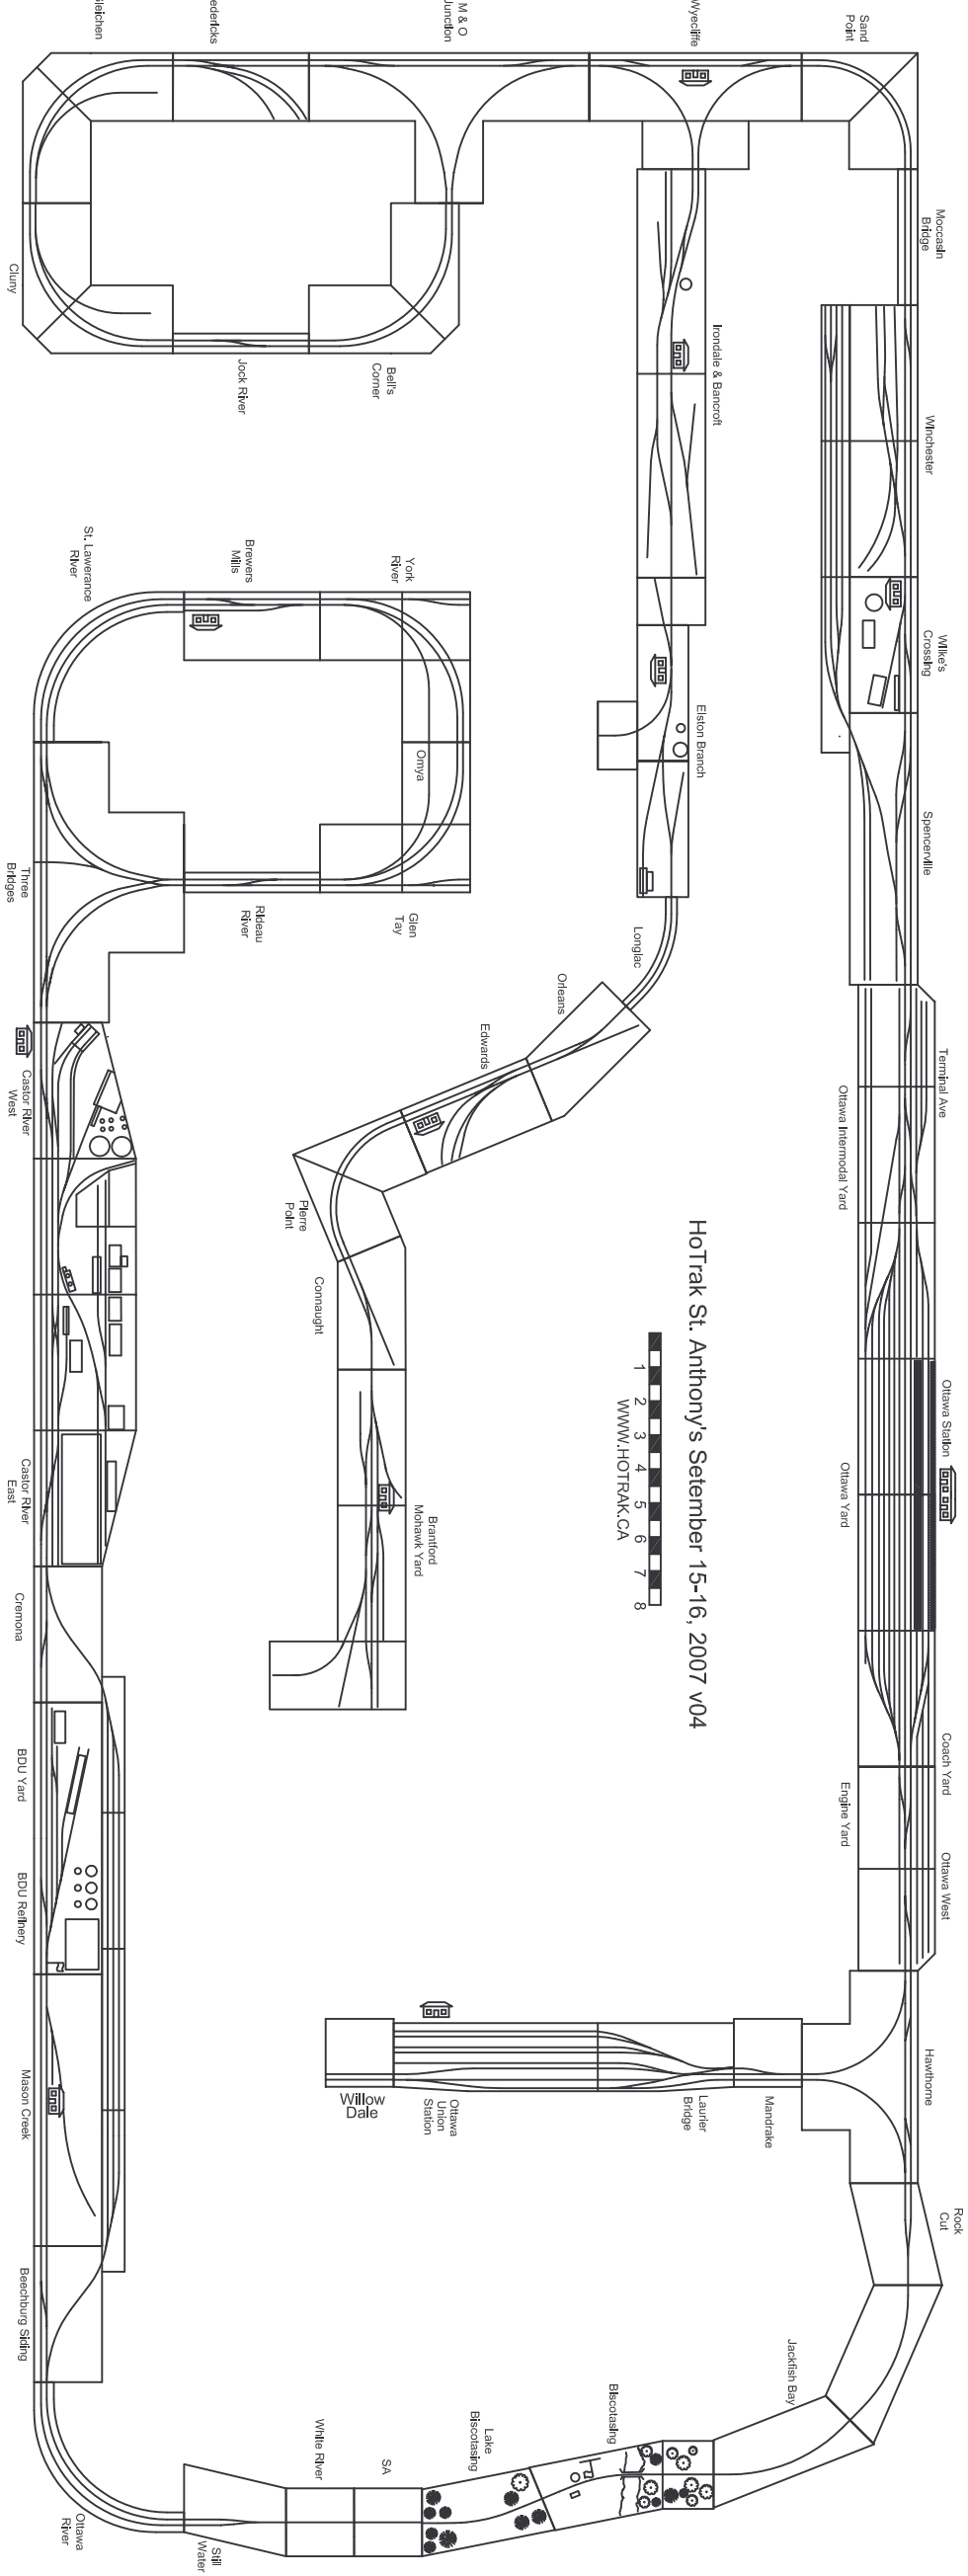 Sand
Point
Wyecliffe
M & O
Junction
edericks
leichen
Moccasin
Bridge
Winchester
Wilke's
Crossing
Spencerville
Terminal Ave
Ottawa Intermodal Yard
Ottawa Station
Ottawa Yard
Coach Yard
Engine Yard
Ottawa West
Hawthorne
Rock
Cut
Jackfish Bay
Biscotasing
Lake
Biscotasing
SA
White River
Still
Water
Ottawa
River
Mandrake
Laurier
Bridge
Ottawa
Union
Station
Willow
Dale
HoTrak St. Anthony's Setember 15-16, 2007 v04
1 2 3 4 5 6 7 8
WWW.HOTRAK.CA
Irondale & Bancroft
Elston Branch
Longlac
Orleans
Edwards
Pierre
Point
Connaught
Brantford
Mohawk Yard
Bell's
Corner
Jock River
Cluny
York
River
Brewers
Mills
St. Lawerance
River
Omya
Glen
Tay
Rideau
River
Three
Bridges
Castor River
West
Castor River
East
Cremona
BDU Yard
BDU Refinery
Mason Creek
Beechburg Siding